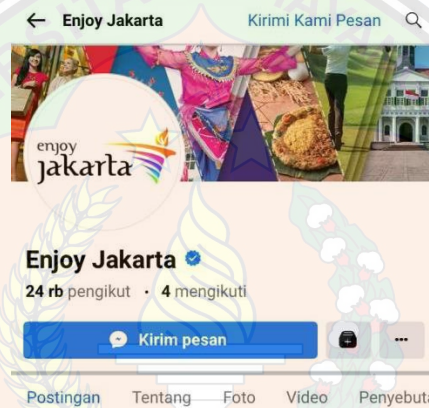 Enjoy Jakarta Kirimi Kami Pesan
enjoy
jakarta
Enjoy Jakarta
24 rb pengikut · 4 mengikuti
Kirim pesan
Postingan Tentang Foto Video Penyebuta